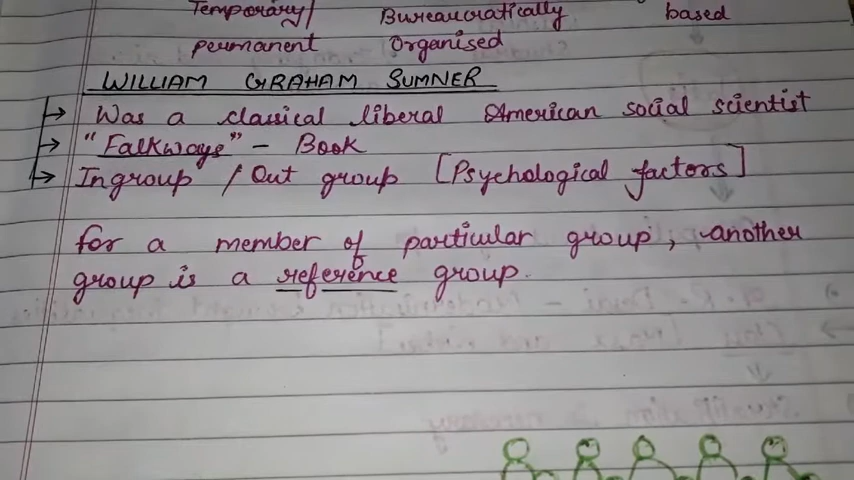 Temporary/ Bureaucratically based
permanent Organised
WILLIAM GRAHAM SUMNER
Was a classical liberal American social scientist
"Falkways" - Book
Ingroup / Out group [Psychological factors]
for a member of particular group, another
group is a reference group.